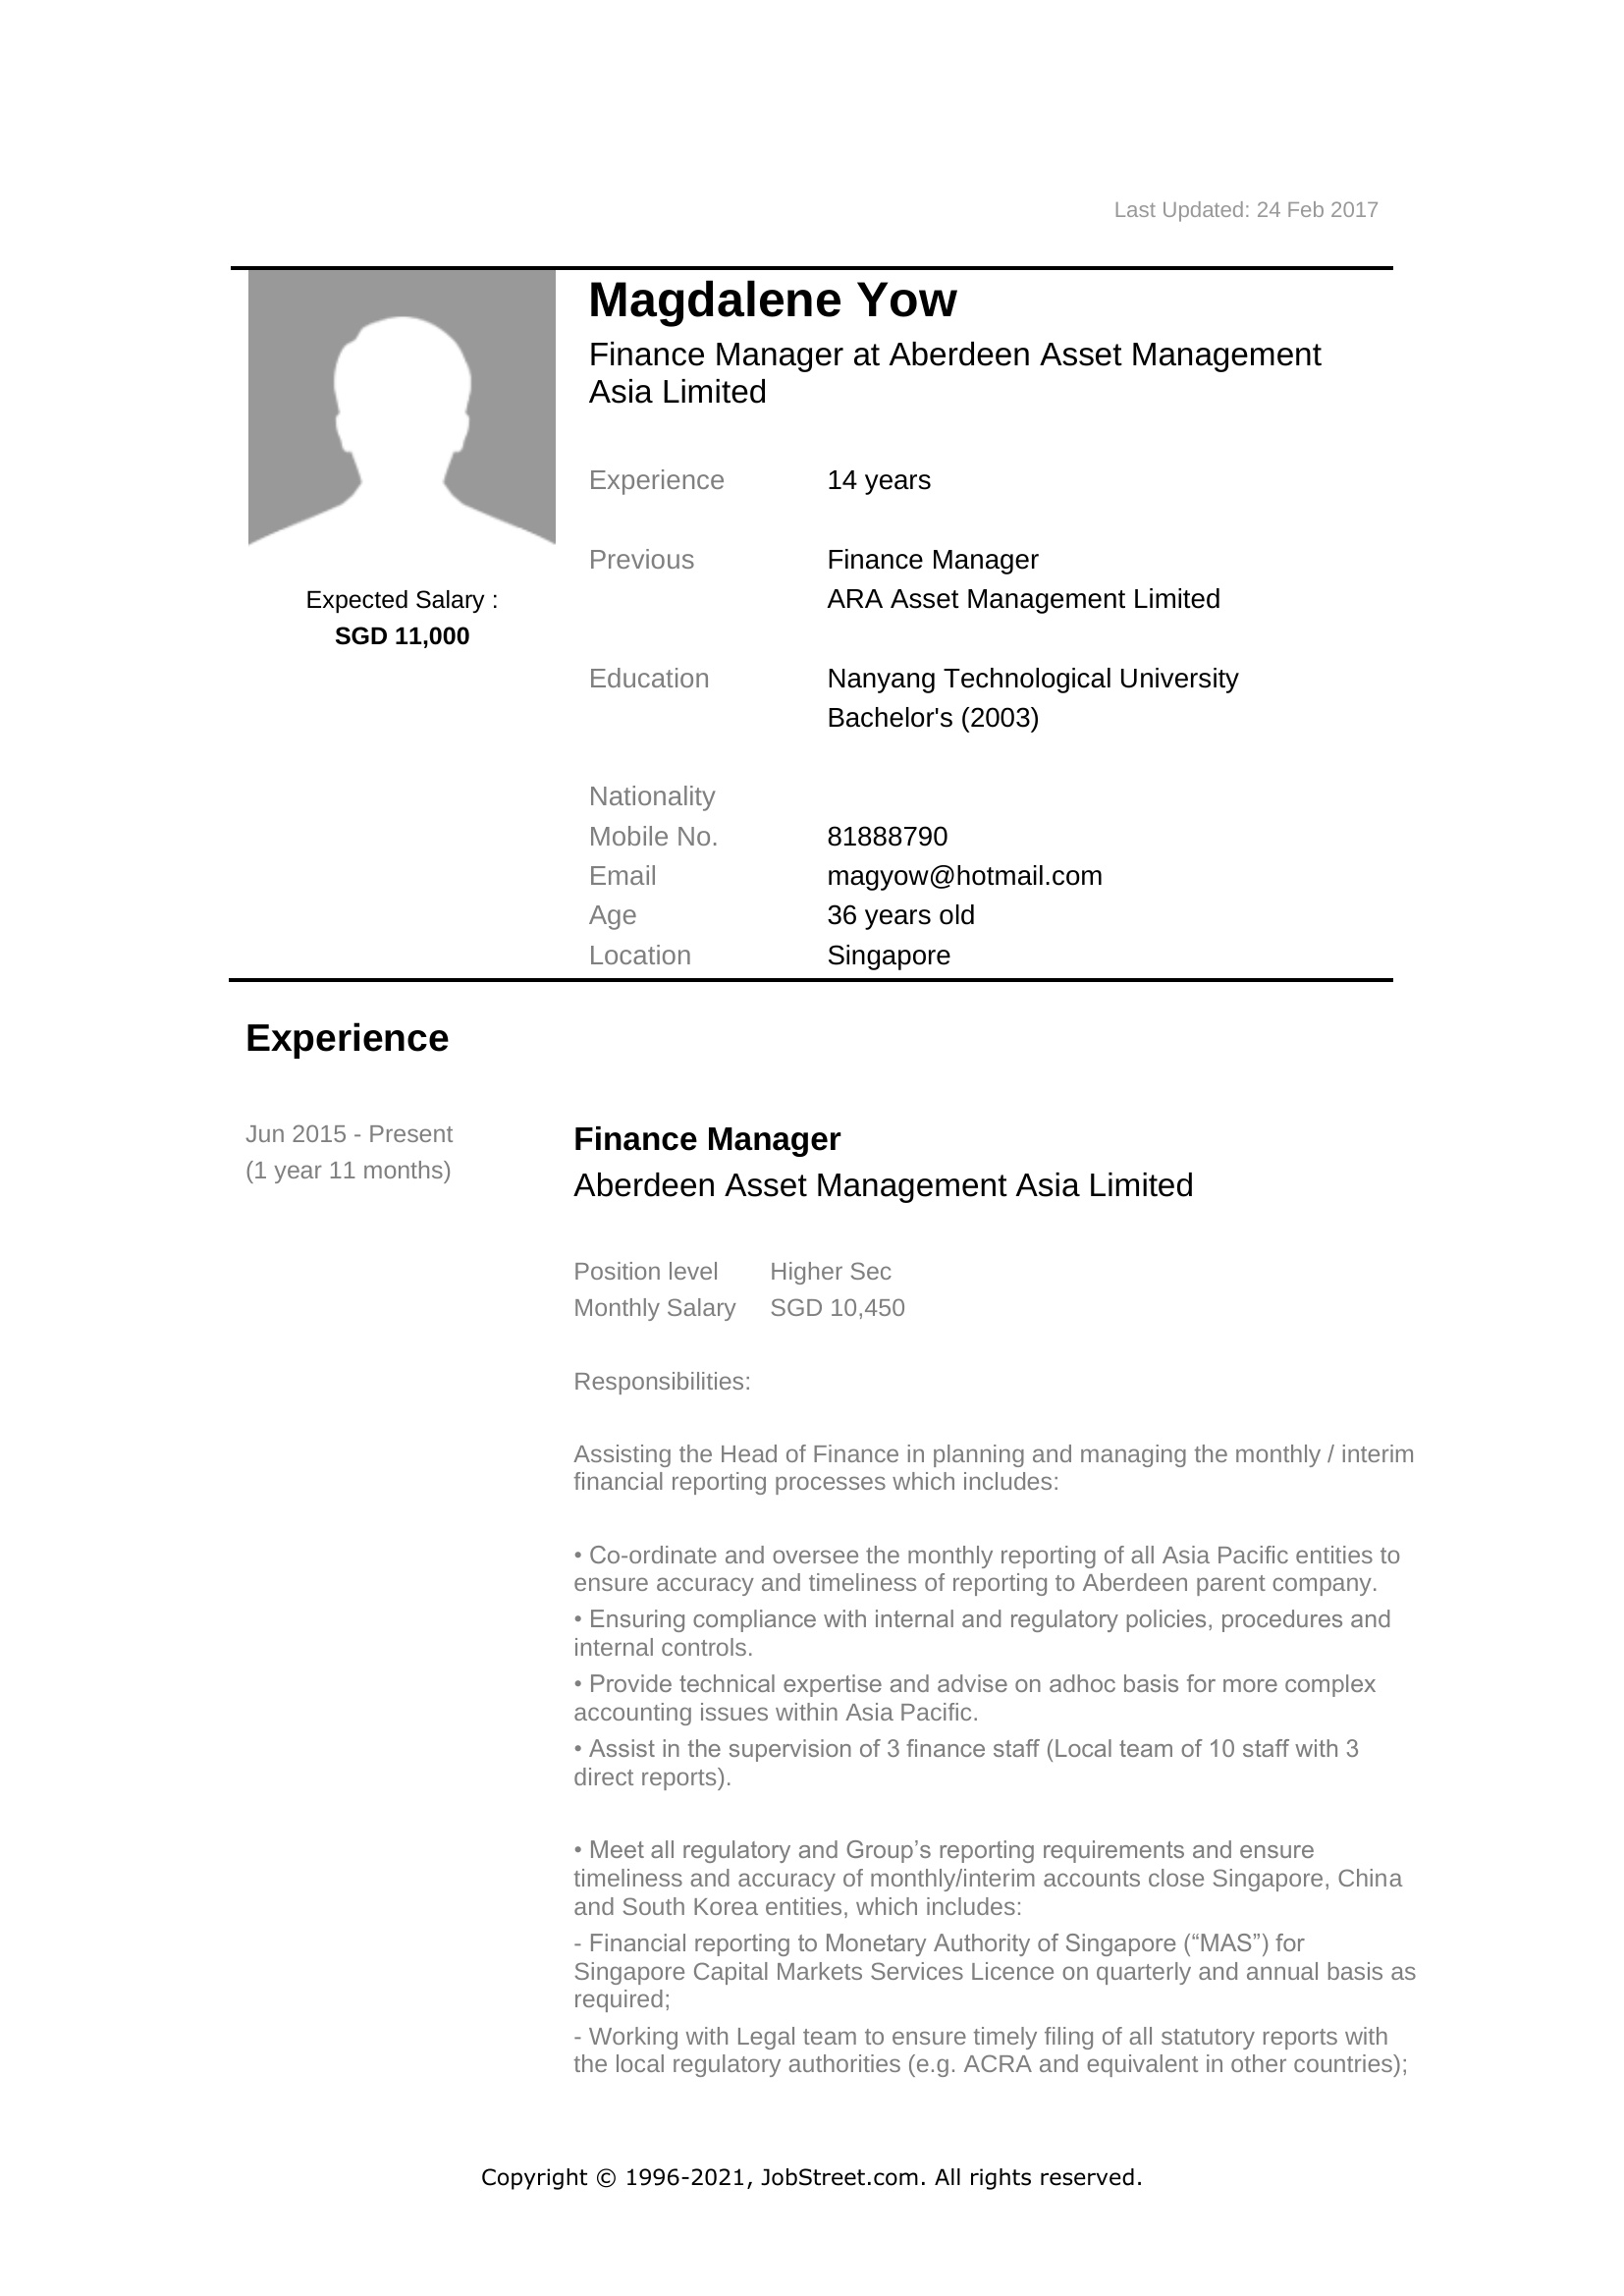 Last Updated: 24 Feb 2017
Magdalene Yow
Finance Manager at Aberdeen Asset Management
Asia Limited
Experience 14 years
Previous Finance Manager
ARA Asset Management Limited
Expected Salary :
SGD 11,000
Education Nanyang Technological University
Bachelor's (2003)
Nationality
Mobile No. 81888790
Email magyow@hotmail.com
Age 36 years old
Location Singapore
Experience
Jun 2015 - Present
(1 year 11 months)
Finance Manager
Aberdeen Asset Management Asia Limited
Position level Higher Sec
Monthly Salary SGD 10,450
Responsibilities:
Assisting the Head of Finance in planning and managing the monthly / interim
financial reporting processes which includes:
• Co-ordinate and oversee the monthly reporting of all Asia Pacific entities to
ensure accuracy and timeliness of reporting to Aberdeen parent company.
• Ensuring compliance with internal and regulatory policies, procedures and
internal controls.
• Provide technical expertise and advise on adhoc basis for more complex
accounting issues within Asia Pacific.
• Assist in the supervision of 3 finance staff (Local team of 10 staff with 3
direct reports).
• Meet all regulatory and Group’s reporting requirements and ensure
timeliness and accuracy of monthly/interim accounts close Singapore, China
and South Korea entities, which includes:
- Financial reporting to Monetary Authority of Singapore (“MAS”) for
Singapore Capital Markets Services Licence on quarterly and annual basis as
required;
- Working with Legal team to ensure timely filing of all statutory reports with
the local regulatory authorities (e.g. ACRA and equivalent in other countries);
Copyright © 1996-2021, JobStreet.com. All rights reserved.